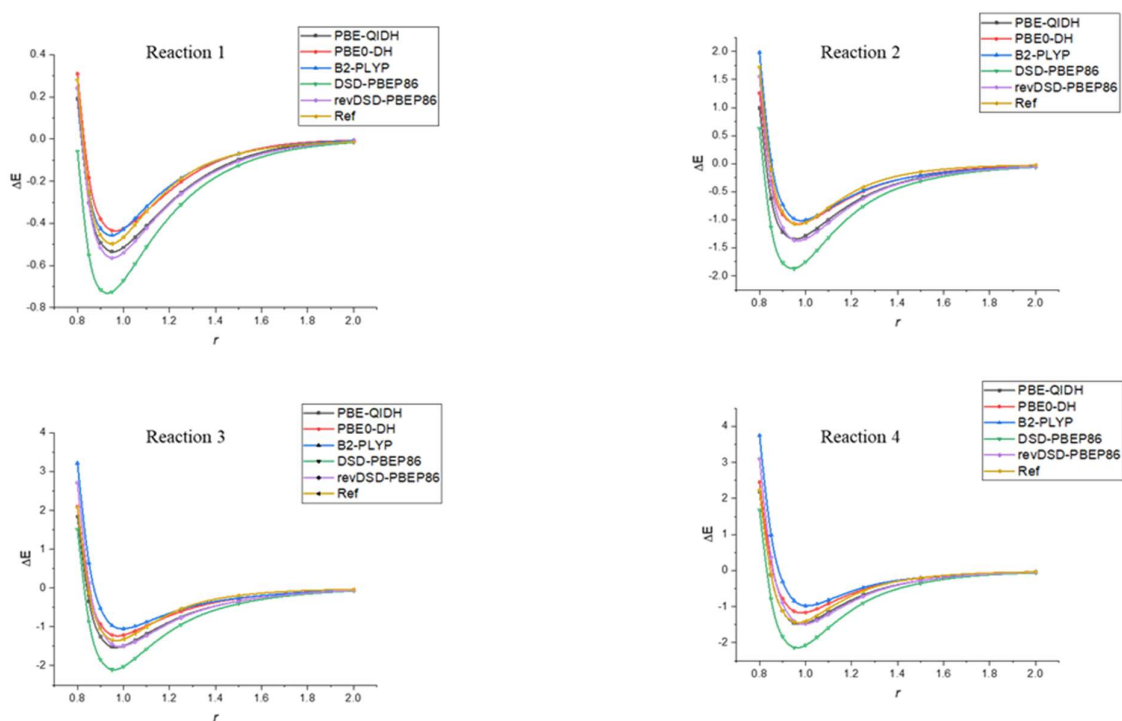 Reaction 1
PBE-QIDH
PBE0-DH
B2-PLYP
DSD-PBEP86
revDSD-PBEP86
Ref
0.4
0.2
0.0
-0.2
-0.4
-0.6
-0.8
ΔE
0.8 1.0 1.2 1.4 1.6 1.8 2.0
r
Reaction 2
PBE-QIDH
PBE0-DH
B2-PLYP
DSD-PBEP86
revDSD-PBEP86
Ref
2.0
1.5
1.0
0.5
0.0
-0.5
-1.0
-1.5
-2.0
ΔE
0.8 1.0 1.2 1.4 1.6 1.8 2.0
r
Reaction 3
PBE-QIDH
PBE0-DH
B2-PLYP
DSD-PBEP86
revDSD-PBEP86
Ref
4
3
2
1
0
-1
-2
ΔE
0.8 1.0 1.2 1.4 1.6 1.8 2.0
r
Reaction 4
PBE-QIDH
PBE0-DH
B2-PLYP
DSD-PBEP86
revDSD-PBEP86
Ref
4
3
2
1
0
-1
-2
ΔE
0.8 1.0 1.2 1.4 1.6 1.8 2.0
r